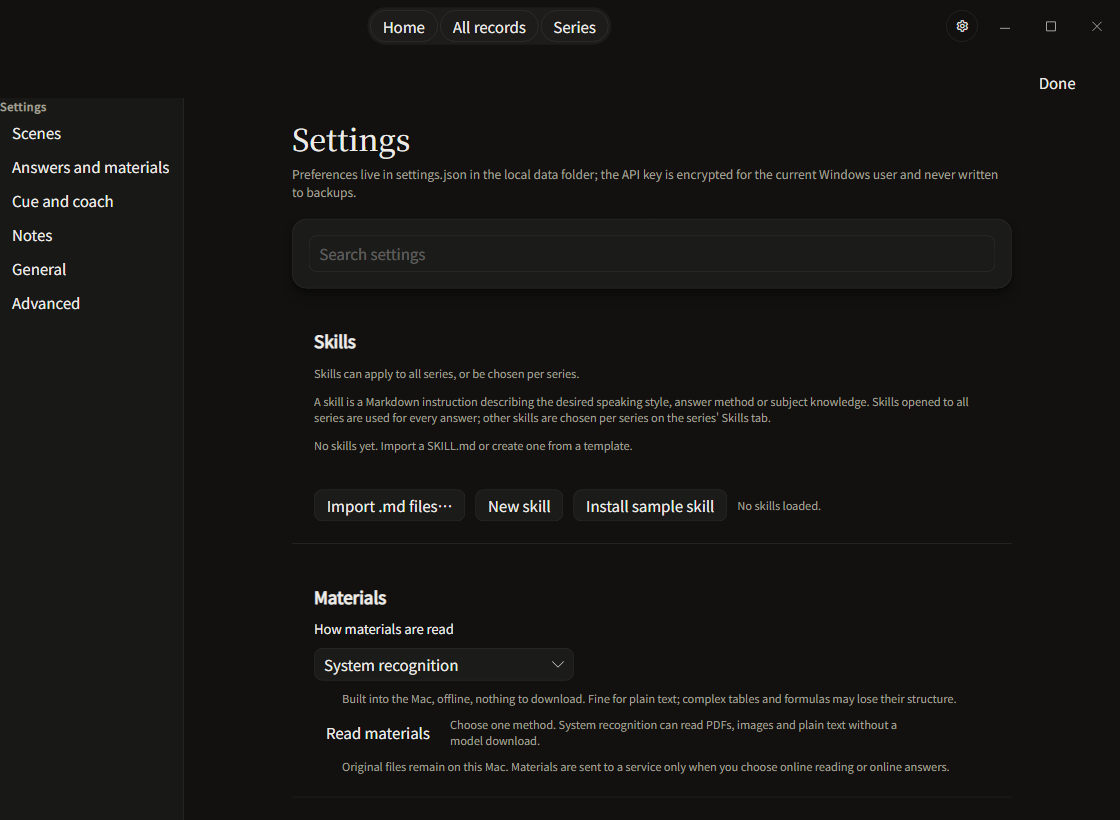 Home
All records
Series
Done
Settings
Scenes
Answers and materials
Cue and coach
Notes
General
Advanced
Settings
Preferences live in settings.json in the local data folder; the API key is encrypted for the current Windows user and never written
to backups.
Search settings
Skills
Skills can apply to all series, or be chosen per series.
A skill is a Markdown instruction describing the desired speaking style, answer method or subject knowledge. Skills opened to all
series are used for every answer; other skills are chosen per series on the series' Skills tab.
No skills yet. Import a SKILL.md or create one from a template.
Import .md files…
New skill
Install sample skill
No skills loaded.
Materials
How materials are read
System recognition
Built into the Mac, offline, nothing to download. Fine for plain text; complex tables and formulas may lose their structure.
Read materials
Choose one method. System recognition can read PDFs, images and plain text without a
model download.
Original files remain on this Mac. Materials are sent to a service only when you choose online reading or online answers.